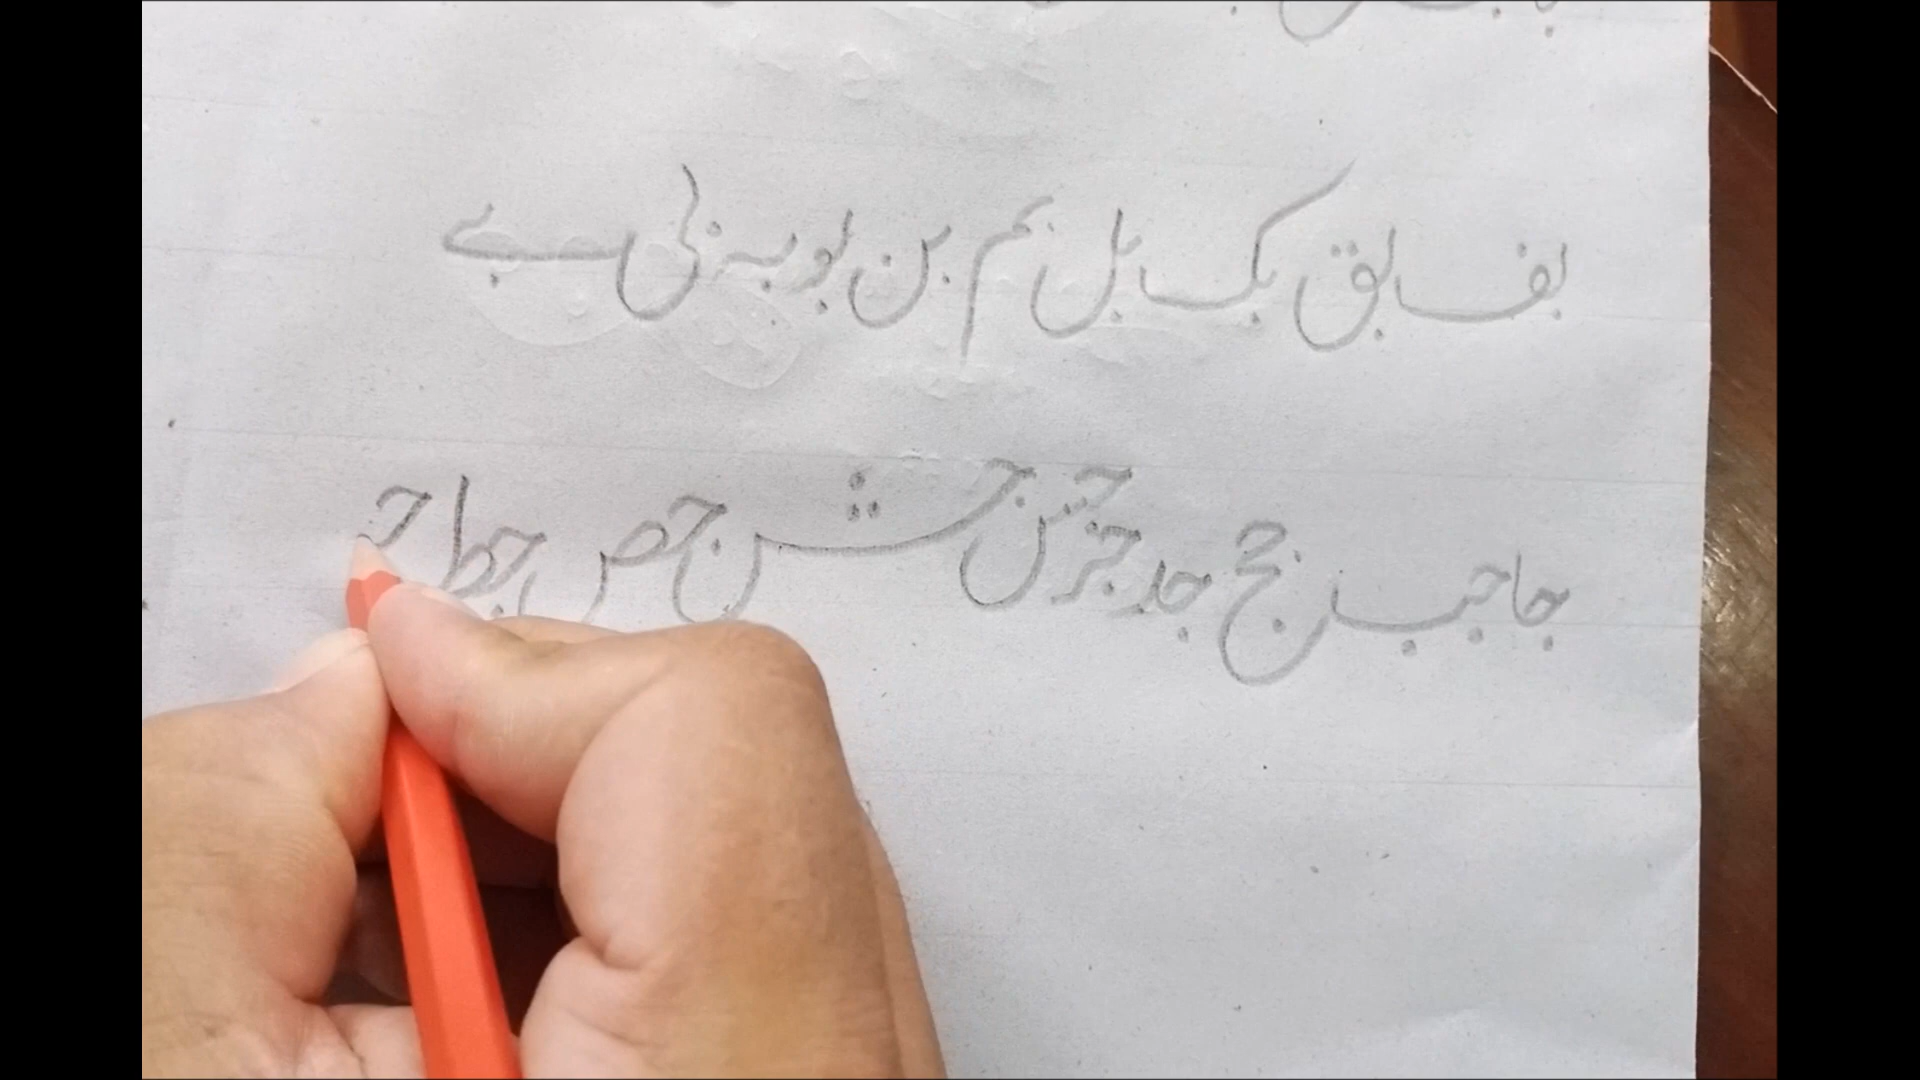 بف بق بک بل بم بن بو بہ بی بے
جا جب جج جد جر جس جش جص جط